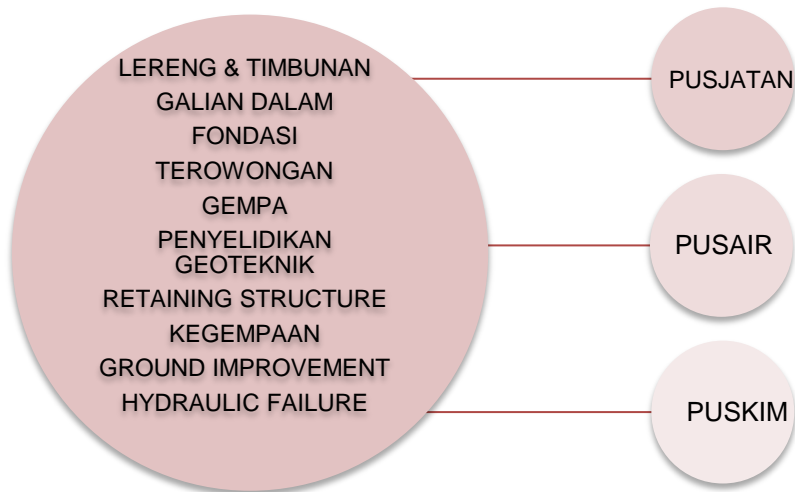 LERENG & TIMBUNAN
GALIAN DALAM
FONDASI
TEROWONGAN
GEMPA
PENYELIDIKAN
GEOTEKNIK
RETAINING STRUCTURE
KEGEMPAAN
GROUND IMPROVEMENT
HYDRAULIC FAILURE
PUSJATAN
PUSAIR
PUSKIM